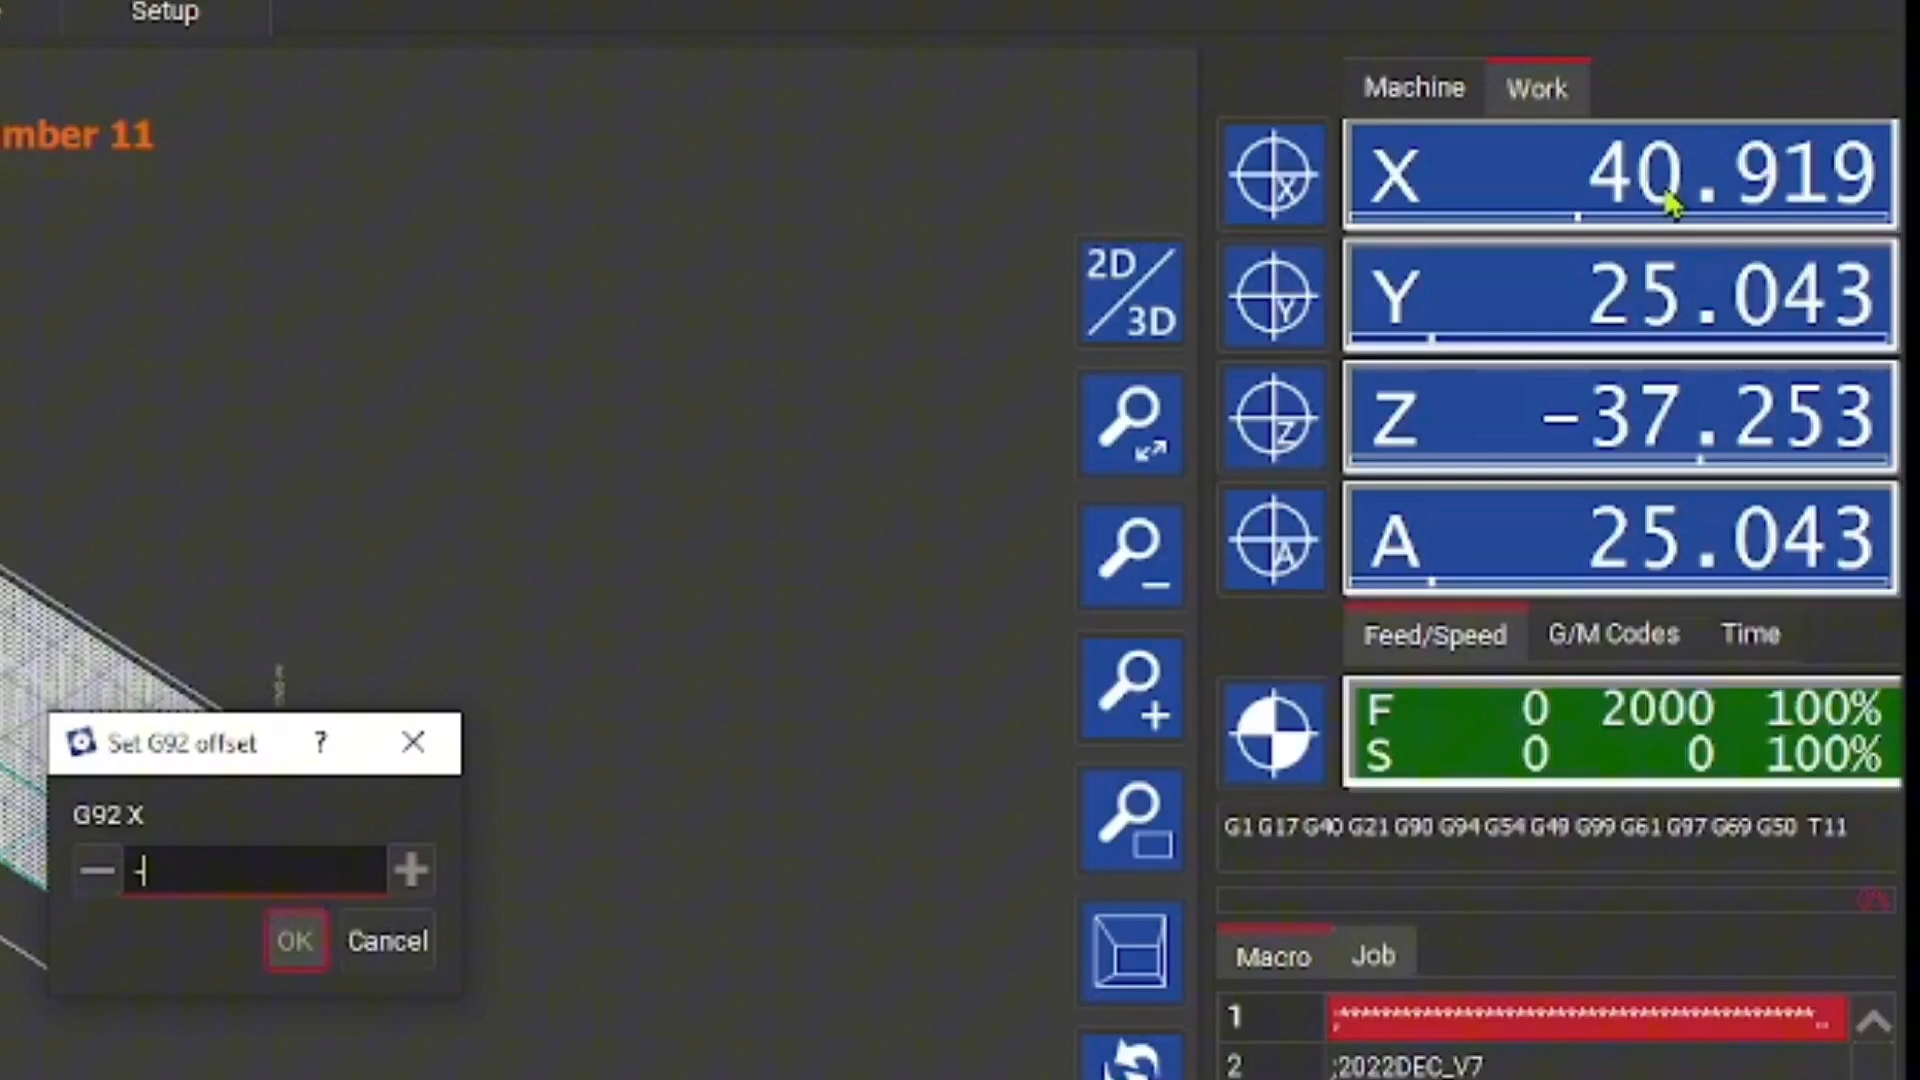 Setup
mber 11
Machine Work
X 40.919
Y 25.043
Z -37.253
A 25.043
2D/3D
X
Y
Z
A
Feed/Speed G/M Codes Time
F 0 2000 100%
S 0 0 100%
G1 G17 G40 G21 G90 G94 G54 G49 G99 G61 G97 G69 G50 T11
0%
Set G92 offset ?
G92 X
-
OK Cancel
Macro Job
1
2 ;2022DEC_V7